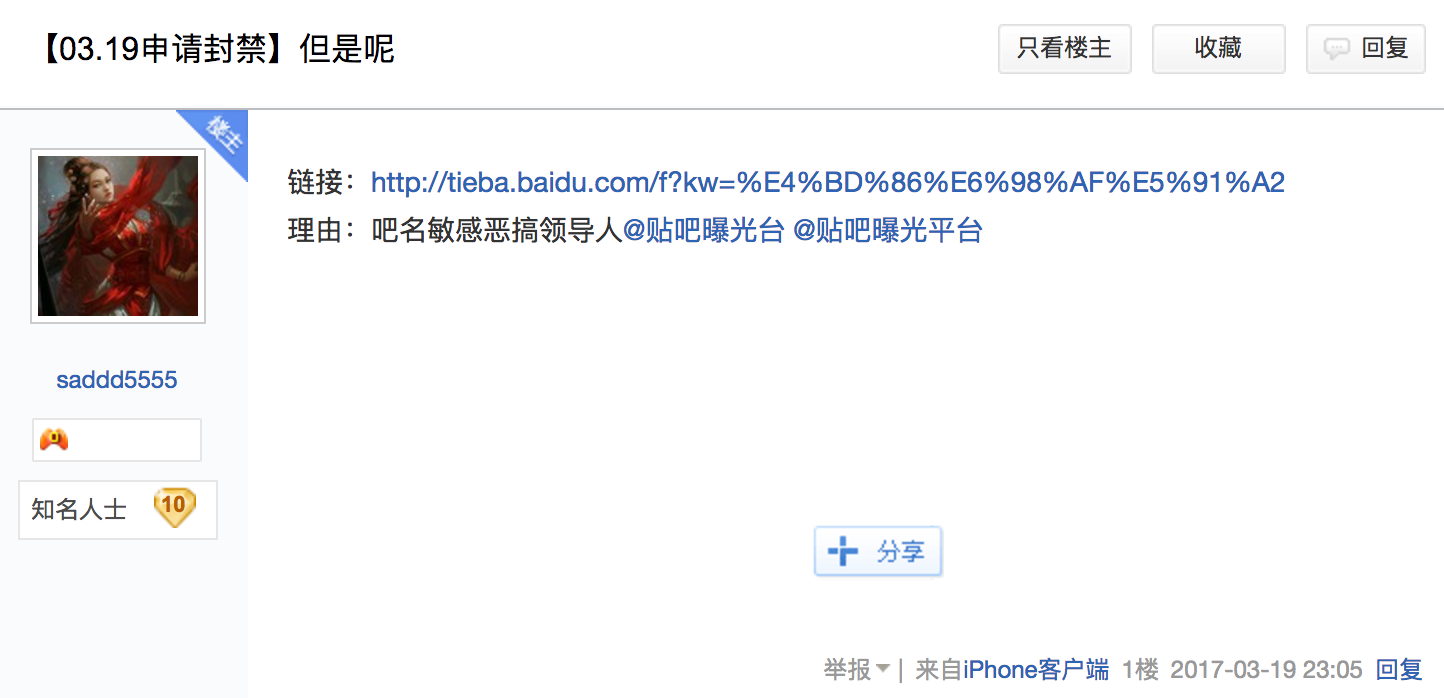 【03.19申请封禁】但是呢
只看楼主
收藏
回复
楼主
链接：http://tieba.baidu.com/f?kw=%E4%BD%86%E6%98%AF%E5%91%A2
理由：吧名敏感恶搞领导人@贴吧曝光台 @贴吧曝光平台
saddd5555
知名人士 10
分享
举报 | 来自iPhone客户端 1楼 2017-03-19 23:05 回复